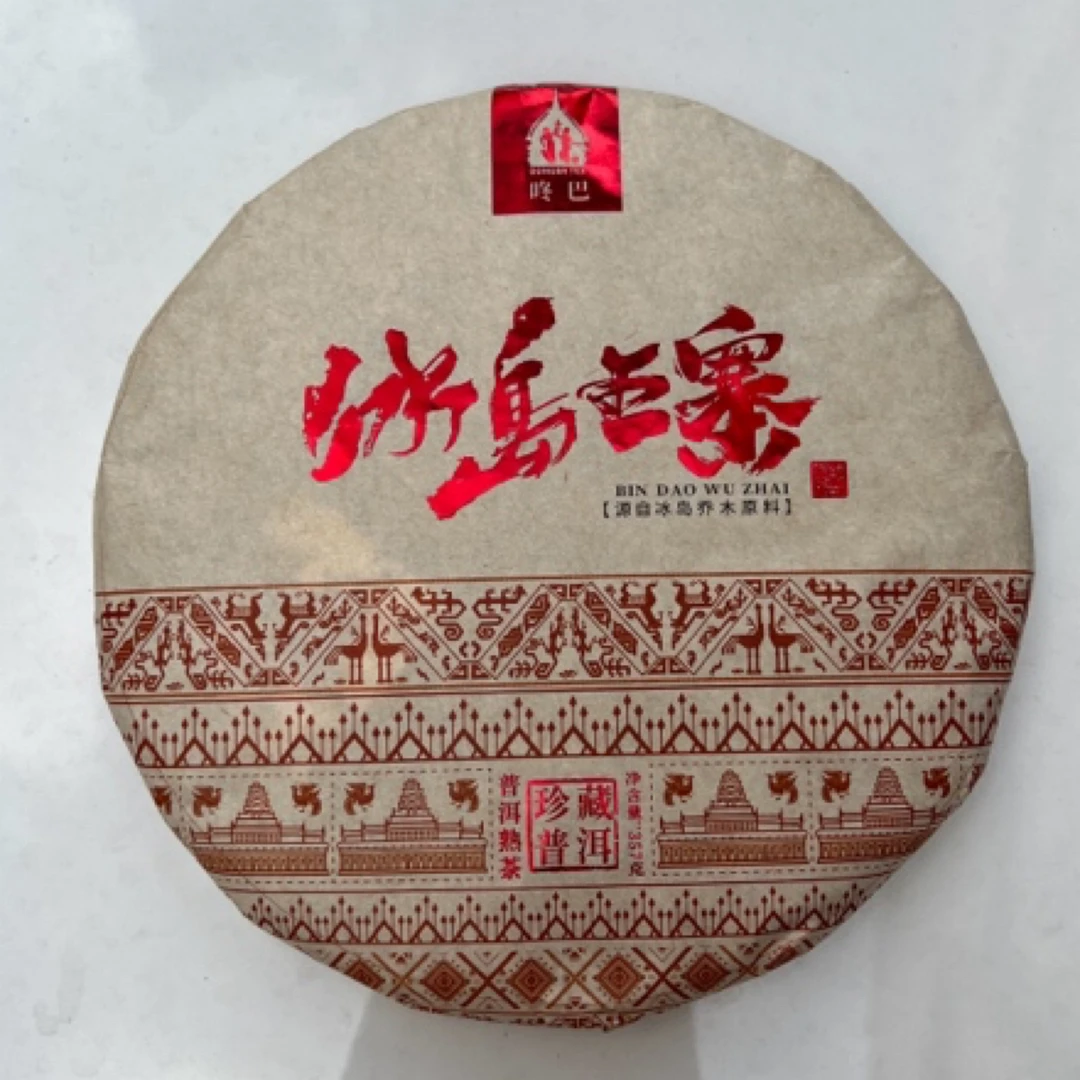 咚巴
冰岛五寨
BIN DAO WU ZHAI
【源自冰岛乔木原料】
普洱熟茶
珍藏
普洱
净含量:357克